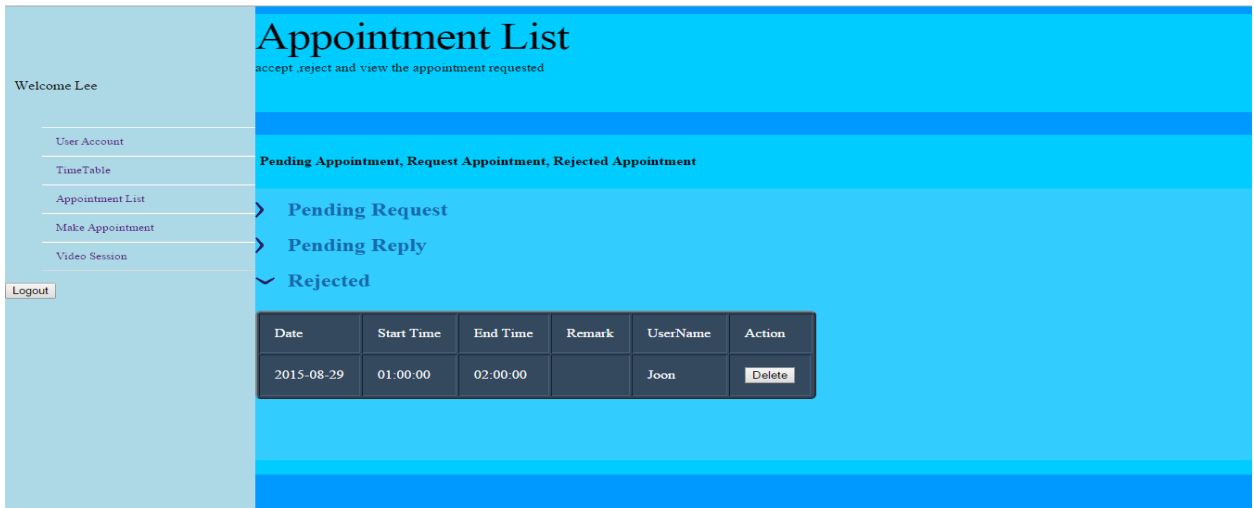 Appointment List
accept ,reject and view the appointment requested
Welcome Lee
User Account
TimeTable
Appointment List
Make Appointment
Video Session
Logout
Pending Appointment, Request Appointment, Rejected Appointment
Pending Request
Pending Reply
Rejected
Date Start Time End Time Remark UserName Action
2015-08-29 01:00:00 02:00:00 Joon Delete